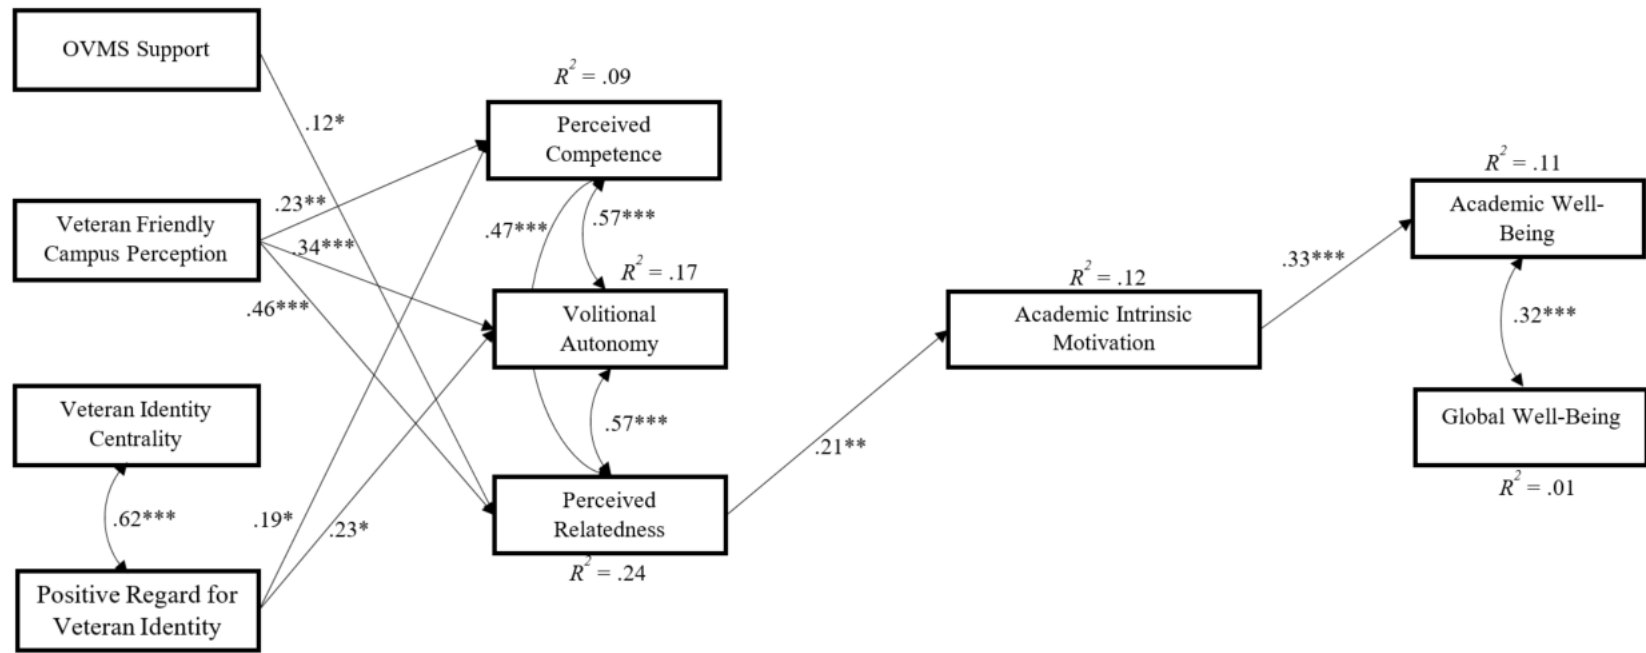 OVMS Support
R² = .09
Perceived
Competence
.12*
R² = .11
Academic Well-
Being
Veteran Friendly
Campus Perception
.23**
.34***
.46***
.47***
.57***
R² = .17
Volitional
Autonomy
R² = .12
Academic Intrinsic
Motivation
.33***
.32***
Global Well-Being
R² = .01
Veteran Identity
Centrality
.57***
.21**
.62***
.19*
.23*
Perceived
Relatedness
R² = .24
Positive Regard for
Veteran Identity